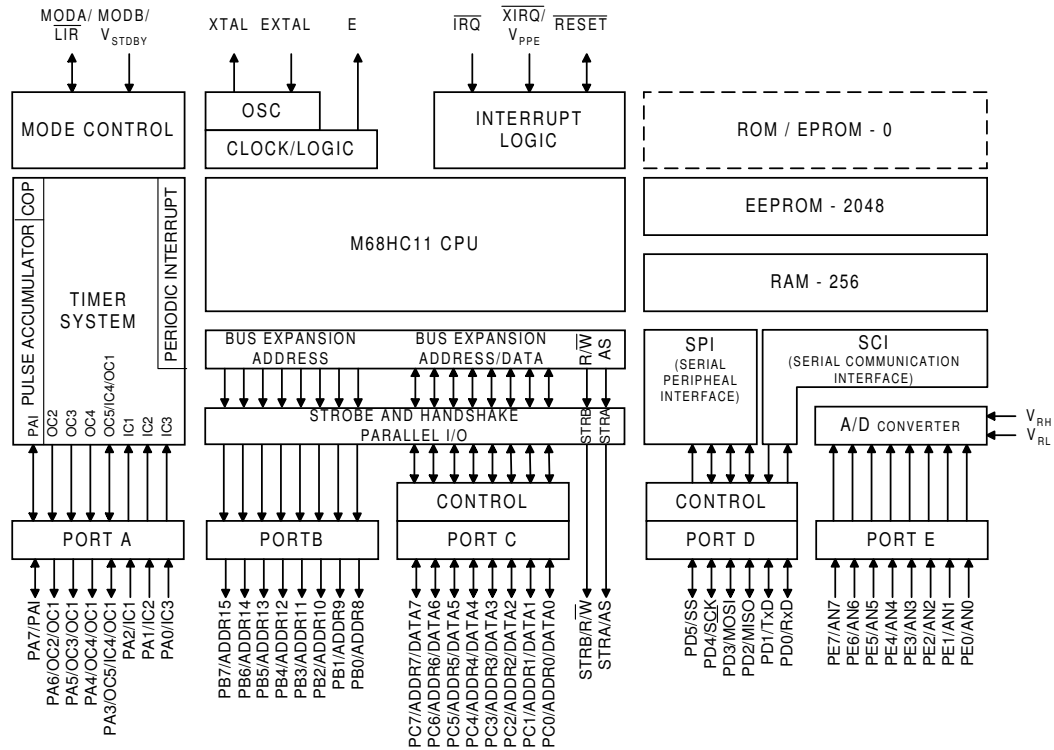 MODA/ MODB/
LIR VSTDBY
XTAL EXTAL E
IRQ XIRQ/ RESET
VPPE
MODE CONTROL
OSC
CLOCK/LOGIC
INTERRUPT
LOGIC
ROM / EPROM - 0
COP
PULSE ACCUMULATOR
PERIODIC INTERRUPT
TIMER
SYSTEM
PAI
OC2
OC3
OC4
OC5/IC4/OC1
IC1
IC2
IC3
M68HC11 CPU
EEPROM - 2048
RAM - 256
BUS EXPANSION
ADDRESS
BUS EXPANSION
ADDRESS/DATA
R/W
AS
STROBE AND HANDSHAKE
PARALLEL I/O
STRB
STRA
SPI
(SERIAL
PERIPHEAL
INTERFACE)
SCI
(SERIAL COMMUNICATION
INTERFACE)
A/D CONVERTER
VRH
VRL
CONTROL
CONTROL
PORT A
PORTB
PORT C
PORT D
PORT E
PA7/PAI
PA6/OC2/OC1
PA5/OC3/OC1
PA4/OC4/OC1
PA3/OC5/IC4/OC1
PA2/IC1
PA1/IC2
PA0/IC3
PB7/ADDR15
PB6/ADDR14
PB5/ADDR13
PB4/ADDR12
PB3/ADDR11
PB2/ADDR10
PB1/ADDR9
PB0/ADDR8
PC7/ADDR7/DATA7
PC6/ADDR6/DATA6
PC5/ADDR5/DATA5
PC4/ADDR4/DATA4
PC3/ADDR3/DATA3
PC2/ADDR2/DATA2
PC1/ADDR1/DATA1
PC0/ADDR0/DATA0
STRB/R/W
STRA/AS
PD5/SS
PD4/SCK
PD3/MOSI
PD2/MISO
PD1/TxD
PD0/RxD
PE7/AN7
PE6/AN6
PE5/AN5
PE4/AN4
PE3/AN3
PE2/AN2
PE1/AN1
PE0/AN0